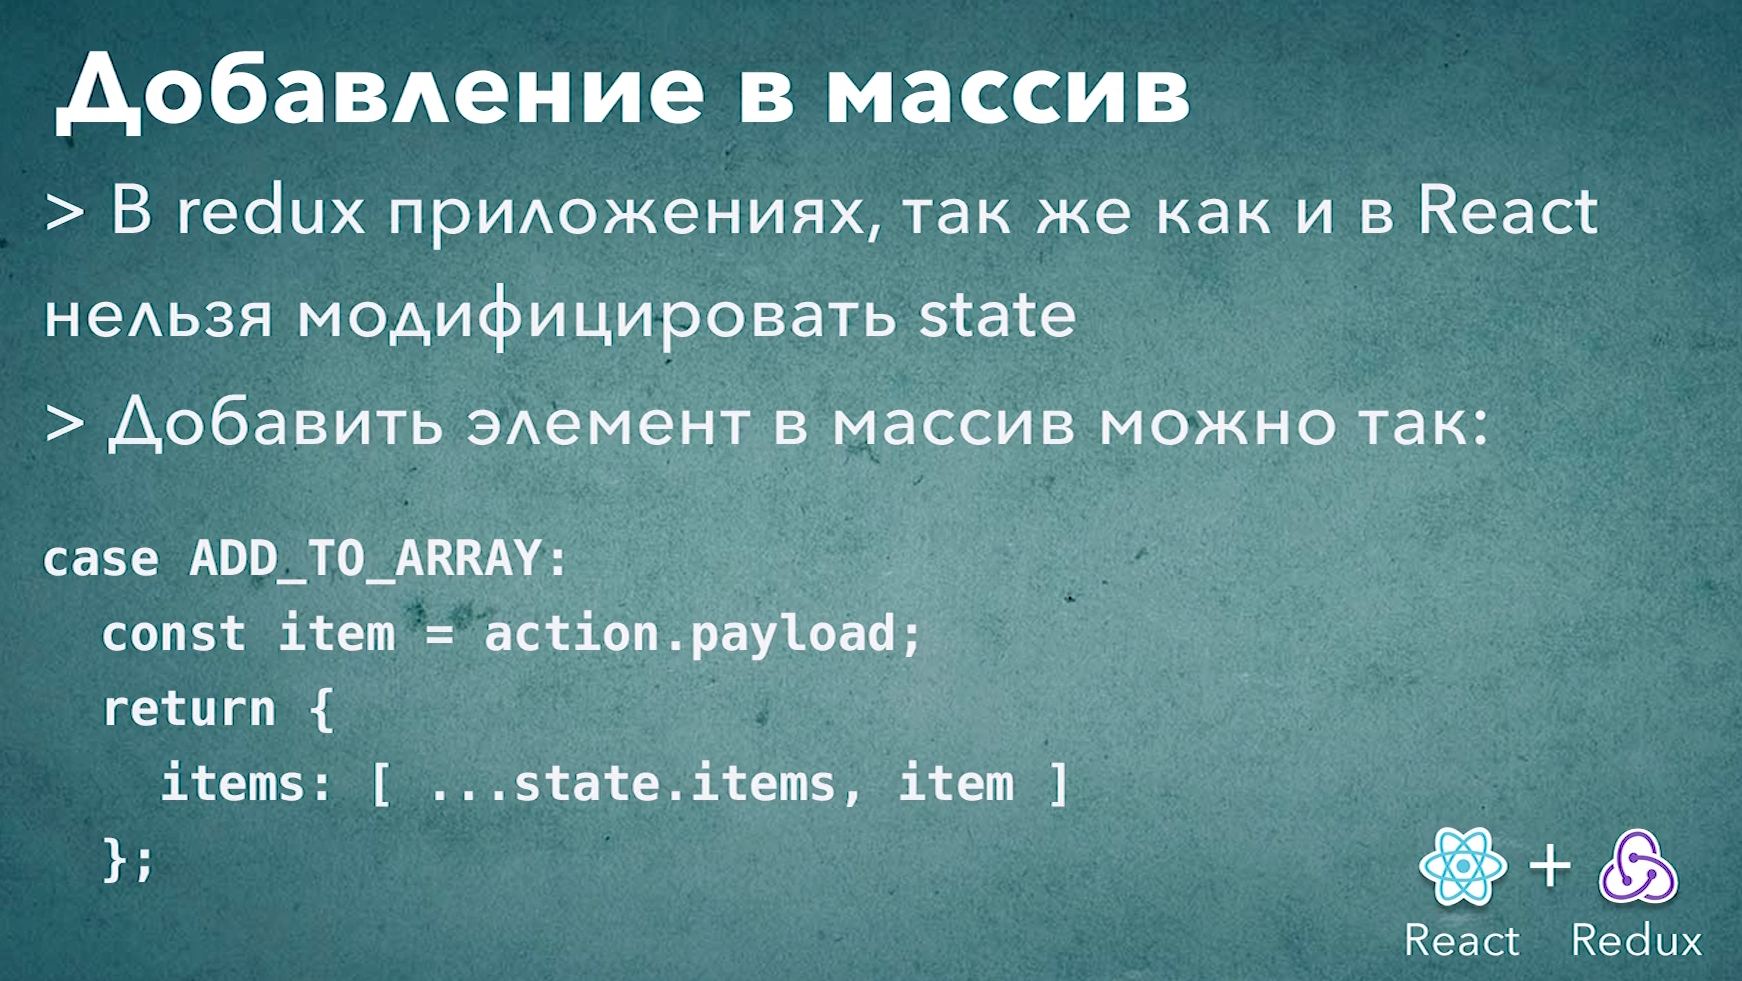 Добавление в массив
> В redux приложениях, так же как и в React
нельзя модифицировать state
> Добавить элемент в массив можно так:
case ADD_TO_ARRAY:
  const item = action.payload;
  return {
    items: [ ...state.items, item ]
  };
+
React Redux